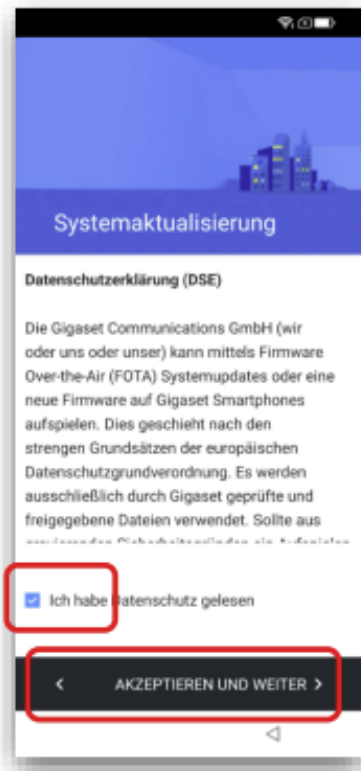 Systemaktualisierung
Datenschutzerklärung (DSE)
Die Gigaset Communications GmbH (wir
oder uns oder unser) kann mittels Firmware
Over-the-Air (FOTA) Systemupdates oder eine
neue Firmware auf Gigaset Smartphones
aufspielen. Dies geschieht nach den
strengen Grundsätzen der europäischen
Datenschutzgrundverordnung. Es werden
ausschließlich durch Gigaset geprüfte und
freigegebene Dateien verwendet. Sollte aus
Ich habe Datenschutz gelesen
AKZEPTIEREN UND WEITER